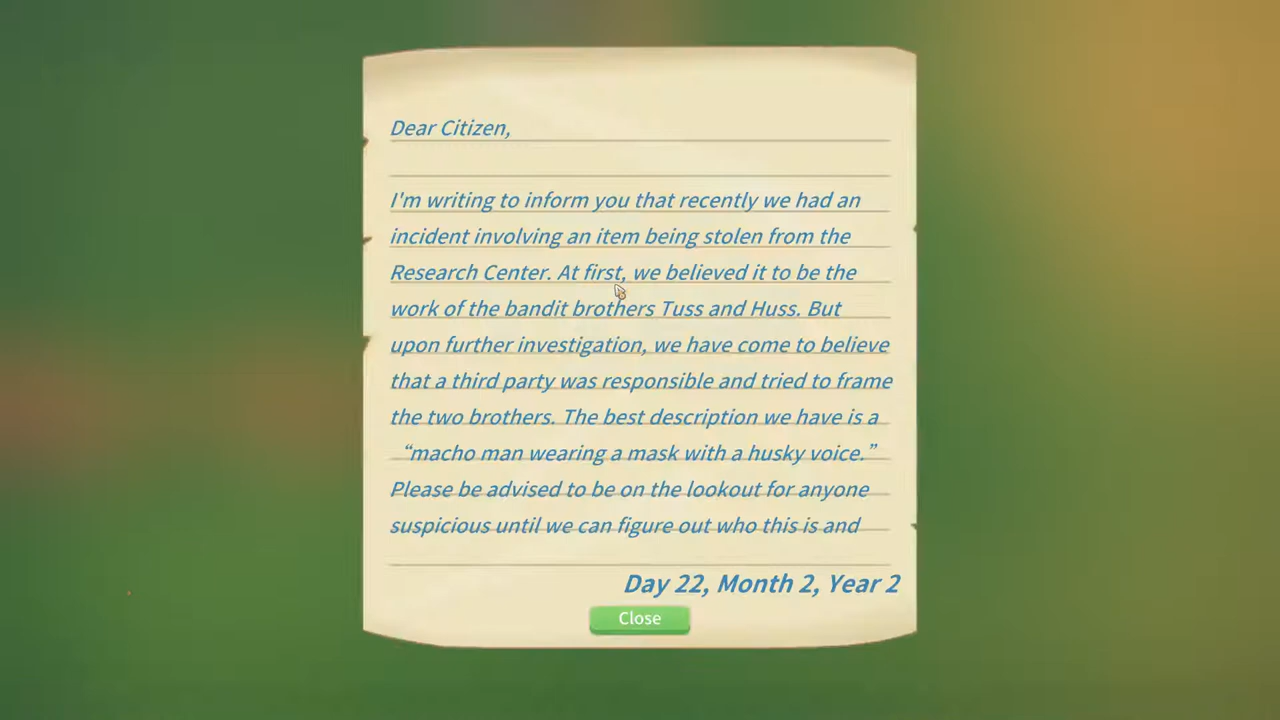 Dear Citizen,
I'm writing to inform you that recently we had an
incident involving an item being stolen from the
Research Center. At first, we believed it to be the
work of the bandit brothers Tuss and Huss. But
upon further investigation, we have come to believe
that a third party was responsible and tried to frame
the two brothers. The best description we have is a
“macho man wearing a mask with a husky voice.”
Please be advised to be on the lookout for anyone
suspicious until we can figure out who this is and
Day 22, Month 2, Year 2
Close